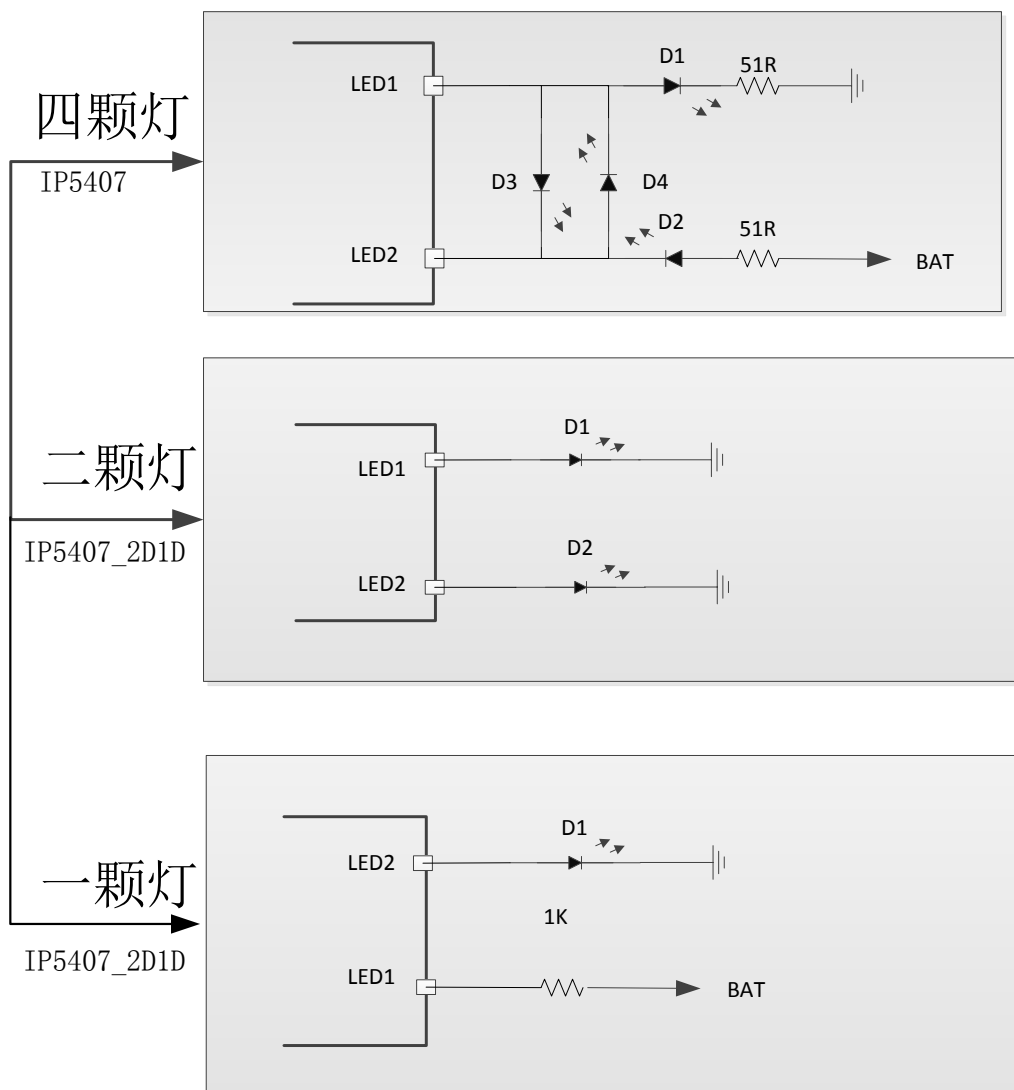 四颗灯
IP5407
LED1
D1
51R
D3
D4
LED2
D2
51R
BAT
二颗灯
IP5407_2D1D
LED1
D1
LED2
D2
一颗灯
IP5407_2D1D
LED2
D1
1K
LED1
BAT